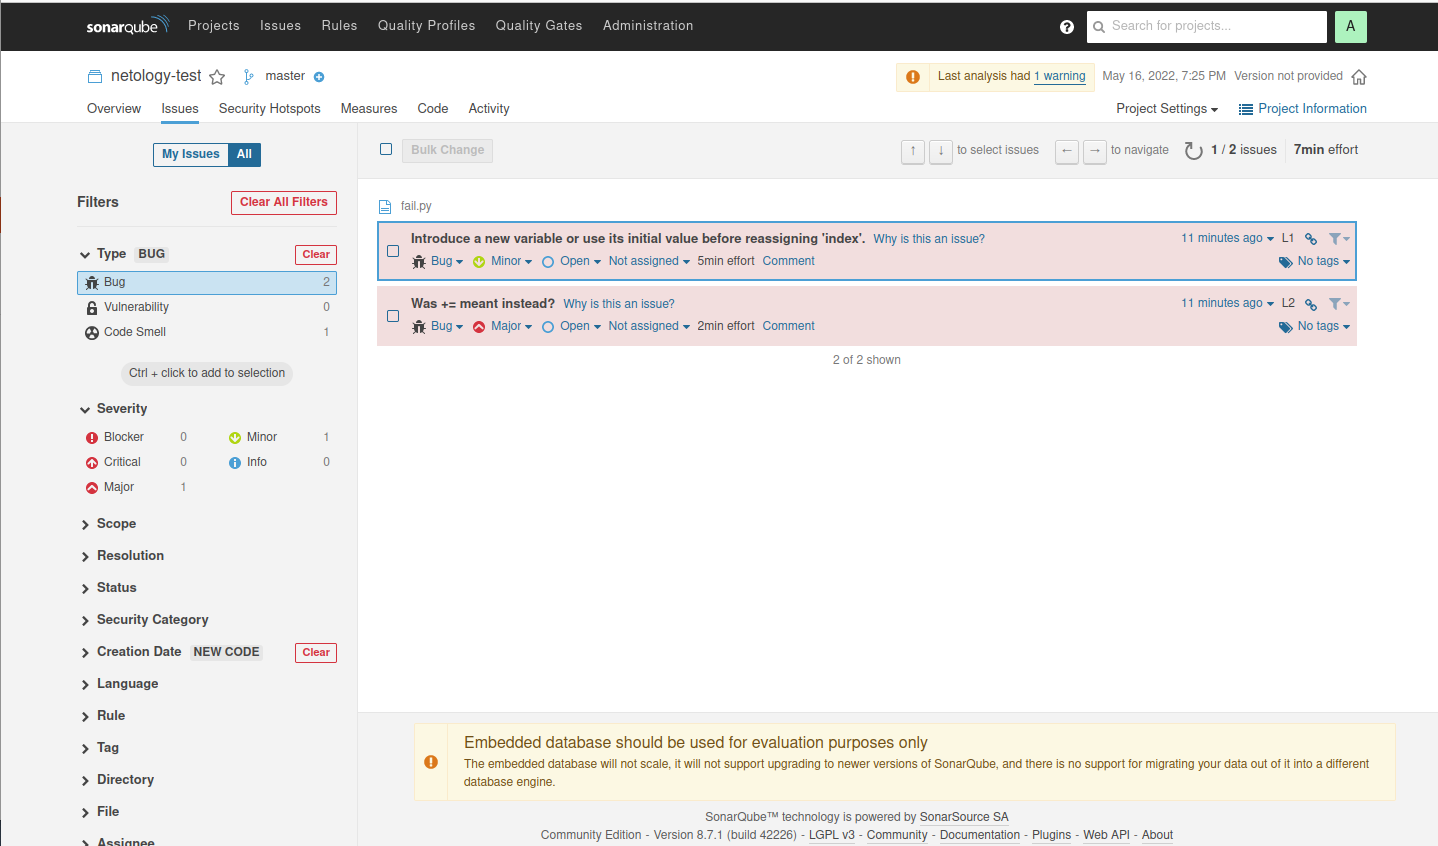 sonarqube Projects Issues Rules Quality Profiles Quality Gates Administration ? Search for projects... A
netology-test master Last analysis had 1 warning May 16, 2022, 7:25 PM Version not provided
Overview Issues Security Hotspots Measures Code Activity Project Settings Project Information
My Issues All
Bulk Change ↑ ↓ to select issues ← → to navigate 1 / 2 issues 7min effort
Filters Clear All Filters
Type BUG Clear
Bug 2
Vulnerability 0
Code Smell 1
Ctrl + click to add to selection
Severity
Blocker 0 Minor 1
Critical 0 Info 0
Major 1
Scope
Resolution
Status
Security Category
Creation Date NEW CODE Clear
Language
Rule
Tag
Directory
File
Assignee
fail.py
Introduce a new variable or use its initial value before reassigning 'index'. Why is this an issue? 11 minutes ago L1
Bug Minor Open Not assigned 5min effort Comment No tags
Was += meant instead? Why is this an issue? 11 minutes ago L2
Bug Major Open Not assigned 2min effort Comment No tags
2 of 2 shown
Embedded database should be used for evaluation purposes only
The embedded database will not scale, it will not support upgrading to newer versions of SonarQube, and there is no support for migrating your data out of it into a different
database engine.
SonarQube™ technology is powered by SonarSource SA
Community Edition - Version 8.7.1 (build 42226) - LGPL v3 - Community - Documentation - Plugins - Web API - About